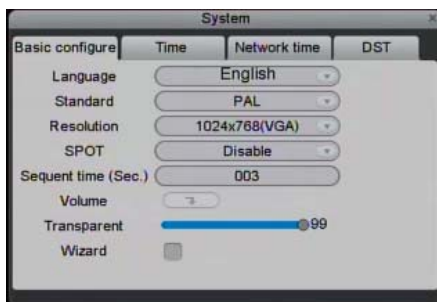 System
Basic configure Time Network time DST
Language English
Standard PAL
Resolution 1024x768(VGA)
SPOT Disable
Sequent time (Sec.) 003
Volume
Transparent 99
Wizard